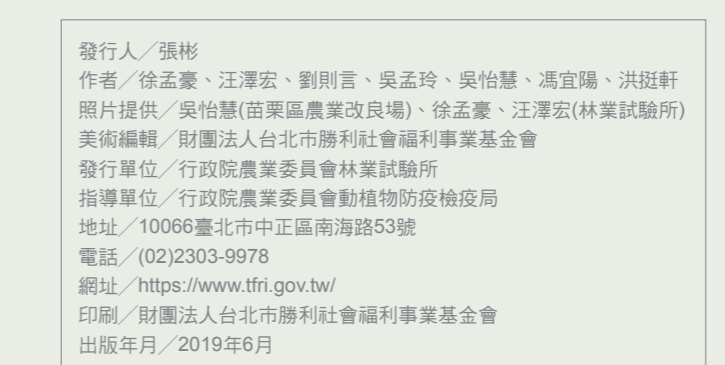 發行人╱張彬
作者╱徐孟豪、汪澤宏、劉則言、吳孟玲、吳怡慧、馮宜陽、洪挺軒
照片提供╱吳怡慧(苗栗區農業改良場)、徐孟豪、汪澤宏(林業試驗所)
美術編輯╱財團法人台北市勝利社會福利事業基金會
發行單位╱行政院農業委員會林業試驗所
指導單位╱行政院農業委員會動植物防疫檢疫局
地址╱10066臺北市中正區南海路53號
電話╱(02)2303-9978
網址╱https://www.tfri.gov.tw/
印刷╱財團法人台北市勝利社會福利事業基金會
出版年月╱2019年6月